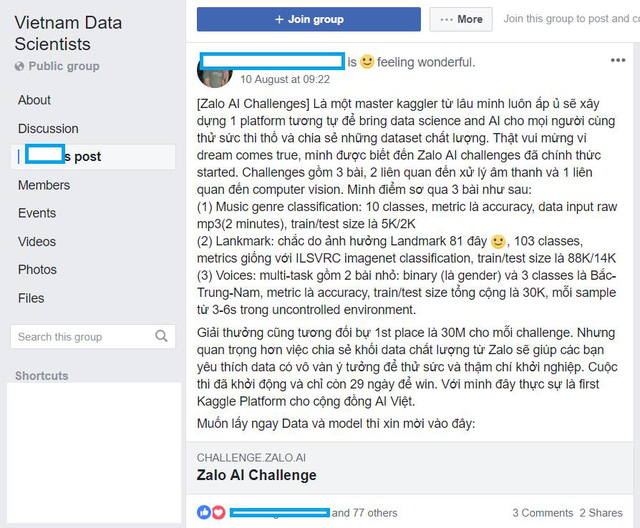 Vietnam Data
Scientists
Public group
About
Discussion
s post
Members
Events
Videos
Photos
Files
Search this group
Shortcuts
+ Join group
••• More
Join this group to post and co
is 🙂 feeling wonderful.
10 August at 09:22
[Zalo AI Challenges] Là một master kaggler từ lâu mình luôn ấp ủ sẽ xây
dựng 1 platform tương tự để bring data science and AI cho mọi người cùng
thử sức thi thố và chia sẻ những dataset chất lượng. Thật vui mừng vì
dream comes true, mình được biết đến Zalo AI challenges đã chính thức
started. Challenges gồm 3 bài, 2 liên quan đến xử lý âm thanh và 1 liên
quan đến computer vision. Mình điểm sơ qua 3 bài như sau:
(1) Music genre classification: 10 classes, metric là accuracy, data input raw
mp3(2 minutes), train/test size là 5K/2K
(2) Lankmark: chắc do ảnh hưởng Landmark 81 đây 🙂, 103 classes,
metrics giống với ILSVRC imagenet classification, train/test size là 88K/14K
(3) Voices: multi-task gồm 2 bài nhỏ: binary (là gender) và 3 classes là Bắc-
Trung-Nam, metric là accuracy, train/test size tổng cộng là 30K, mỗi sample
từ 3-6s trong uncontrolled environment.
Giải thưởng cũng tương đối bự 1st place là 30M cho mỗi challenge. Nhưng
quan trọng hơn việc chia sẻ khối data chất lượng từ Zalo sẽ giúp các bạn
yêu thích data có vô vàn ý tưởng để thử sức và thậm chí khởi nghiệp. Cuộc
thi đã khởi động và chỉ còn 29 ngày để win. Với mình đây thực sự là first
Kaggle Platform cho cộng đồng AI Việt.
Muốn lấy ngay Data và model thì xin mời vào đây:
CHALLENGE.ZALO.AI
Zalo AI Challenge
and 77 others
3 Comments 2 Shares